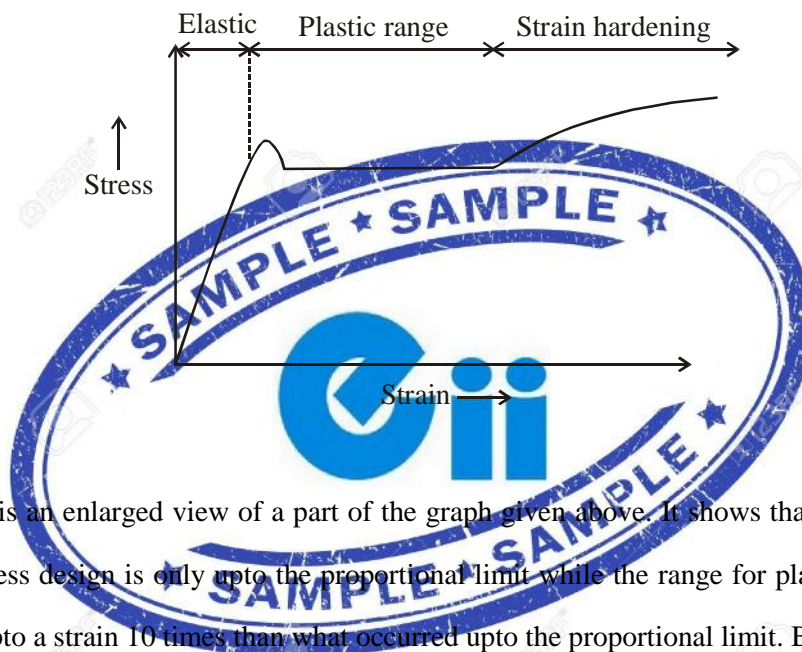 Elastic Plastic range Strain hardening
Stress
SAMPLE ★ SAMPLE
eii
Strain
is an enlarged view of a part of the graph given above. It shows tha
ess design is only upto the proportional limit while the range for pla
pto a strain 10 times than what occurred upto the proportional limit. E
SAMPLE ★ SAMPLE
@123RF